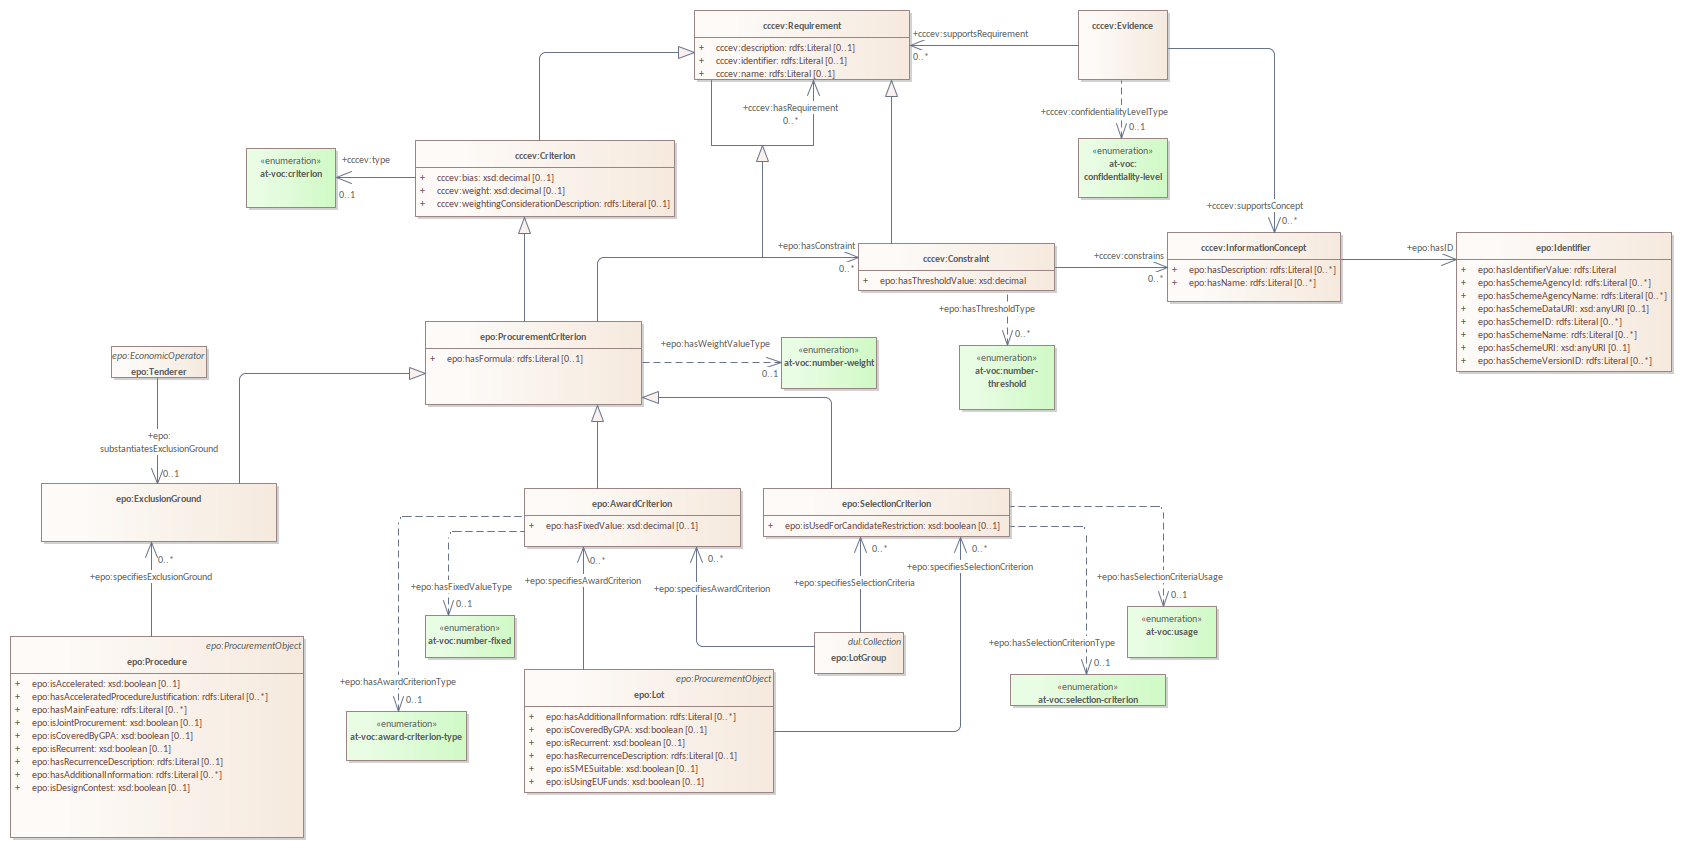 cccev:Requirement
+ cccev:description: rdfs:Literal [0..1]
+ cccev:identifier: rdfs:Literal [0..1]
+ cccev:name: rdfs:Literal [0..1]
+cccev:supportsRequirement
0..*
cccev:Evidence
+cccev:hasRequirement
0..*
+cccev:confidentialityLevelType
0..1
«enumeration»
at-voc:
confidentiality-level
cccev:Criterion
+ cccev:bias: xsd:decimal [0..1]
+ cccev:weight: xsd:decimal [0..1]
+ cccev:weightingConsiderationDescription: rdfs:Literal [0..1]
+cccev:type
0..1
«enumeration»
at-voc:criterion
+cccev:supportsConcept
0..*
+epo:hasConstraint
0..*
cccev:Constraint
+ epo:hasThresholdValue: xsd:decimal
+cccev:constrains
0..*
cccev:InformationConcept
+ epo:hasDescription: rdfs:Literal [0..*]
+ epo:hasName: rdfs:Literal [0..*]
+epo:hasID
epo:Identifier
+ epo:hasIdentifierValue: rdfs:Literal
+ epo:hasSchemeAgencyId: rdfs:Literal [0..*]
+ epo:hasSchemeAgencyName: rdfs:Literal [0..*]
+ epo:hasSchemeDataURI: xsd:anyURI [0..1]
+ epo:hasSchemeID: rdfs:Literal [0..*]
+ epo:hasSchemeName: rdfs:Literal [0..*]
+ epo:hasSchemeURI: xsd:anyURI [0..1]
+ epo:hasSchemeVersionID: rdfs:Literal [0..*]
+epo:hasThresholdType
0..*
«enumeration»
at-voc:number-
threshold
epo:ProcurementCriterion
+ epo:hasFormula: rdfs:Literal [0..1]
+epo:hasWeightValueType
0..1
«enumeration»
at-voc:number-weight
epo:EconomicOperator
epo:Tenderer
+epo:
substantiatesExclusionGround
0..1
epo:ExclusionGround
0..*
+epo:specifiesExclusionGround
epo:AwardCriterion
+ epo:hasFixedValue: xsd:decimal [0..1]
epo:SelectionCriterion
+ epo:isUsedForCandidateRestriction: xsd:boolean [0..1]
+epo:hasFixedValueType
0..1
«enumeration»
at-voc:number-fixed
0..*
+epo:specifiesAwardCriterion
0..*
+epo:specifiesAwardCriterion
0..*
+epo:specifiesSelectionCriteria
0..*
+epo:specifiesSelectionCriterion
+epo:hasSelectionCriteriaUsage
0..1
«enumeration»
at-voc:usage
+epo:hasSelectionCriterionType
0..1
«enumeration»
at-voc:selection-criterion
dul:Collection
epo:LotGroup
+epo:hasAwardCriterionType
0..1
«enumeration»
at-voc:award-criterion-type
epo:ProcurementObject
epo:Procedure
+ epo:isAccelerated: xsd:boolean [0..1]
+ epo:hasAcceleratedProcedureJustification: rdfs:Literal [0..*]
+ epo:hasMainFeature: rdfs:Literal [0..*]
+ epo:isJointProcurement: xsd:boolean [0..1]
+ epo:isCoveredByGPA: xsd:boolean [0..1]
+ epo:isRecurrent: xsd:boolean [0..1]
+ epo:hasRecurrenceDescription: rdfs:Literal [0..1]
+ epo:hasAdditionalInformation: rdfs:Literal [0..*]
+ epo:isDesignContest: xsd:boolean [0..1]
epo:ProcurementObject
epo:Lot
+ epo:hasAdditionalInformation: rdfs:Literal [0..*]
+ epo:isCoveredByGPA: xsd:boolean [0..1]
+ epo:isRecurrent: xsd:boolean [0..1]
+ epo:hasRecurrenceDescription: rdfs:Literal [0..1]
+ epo:isSMESuitable: xsd:boolean [0..1]
+ epo:isUsingEUFunds: xsd:boolean [0..1]